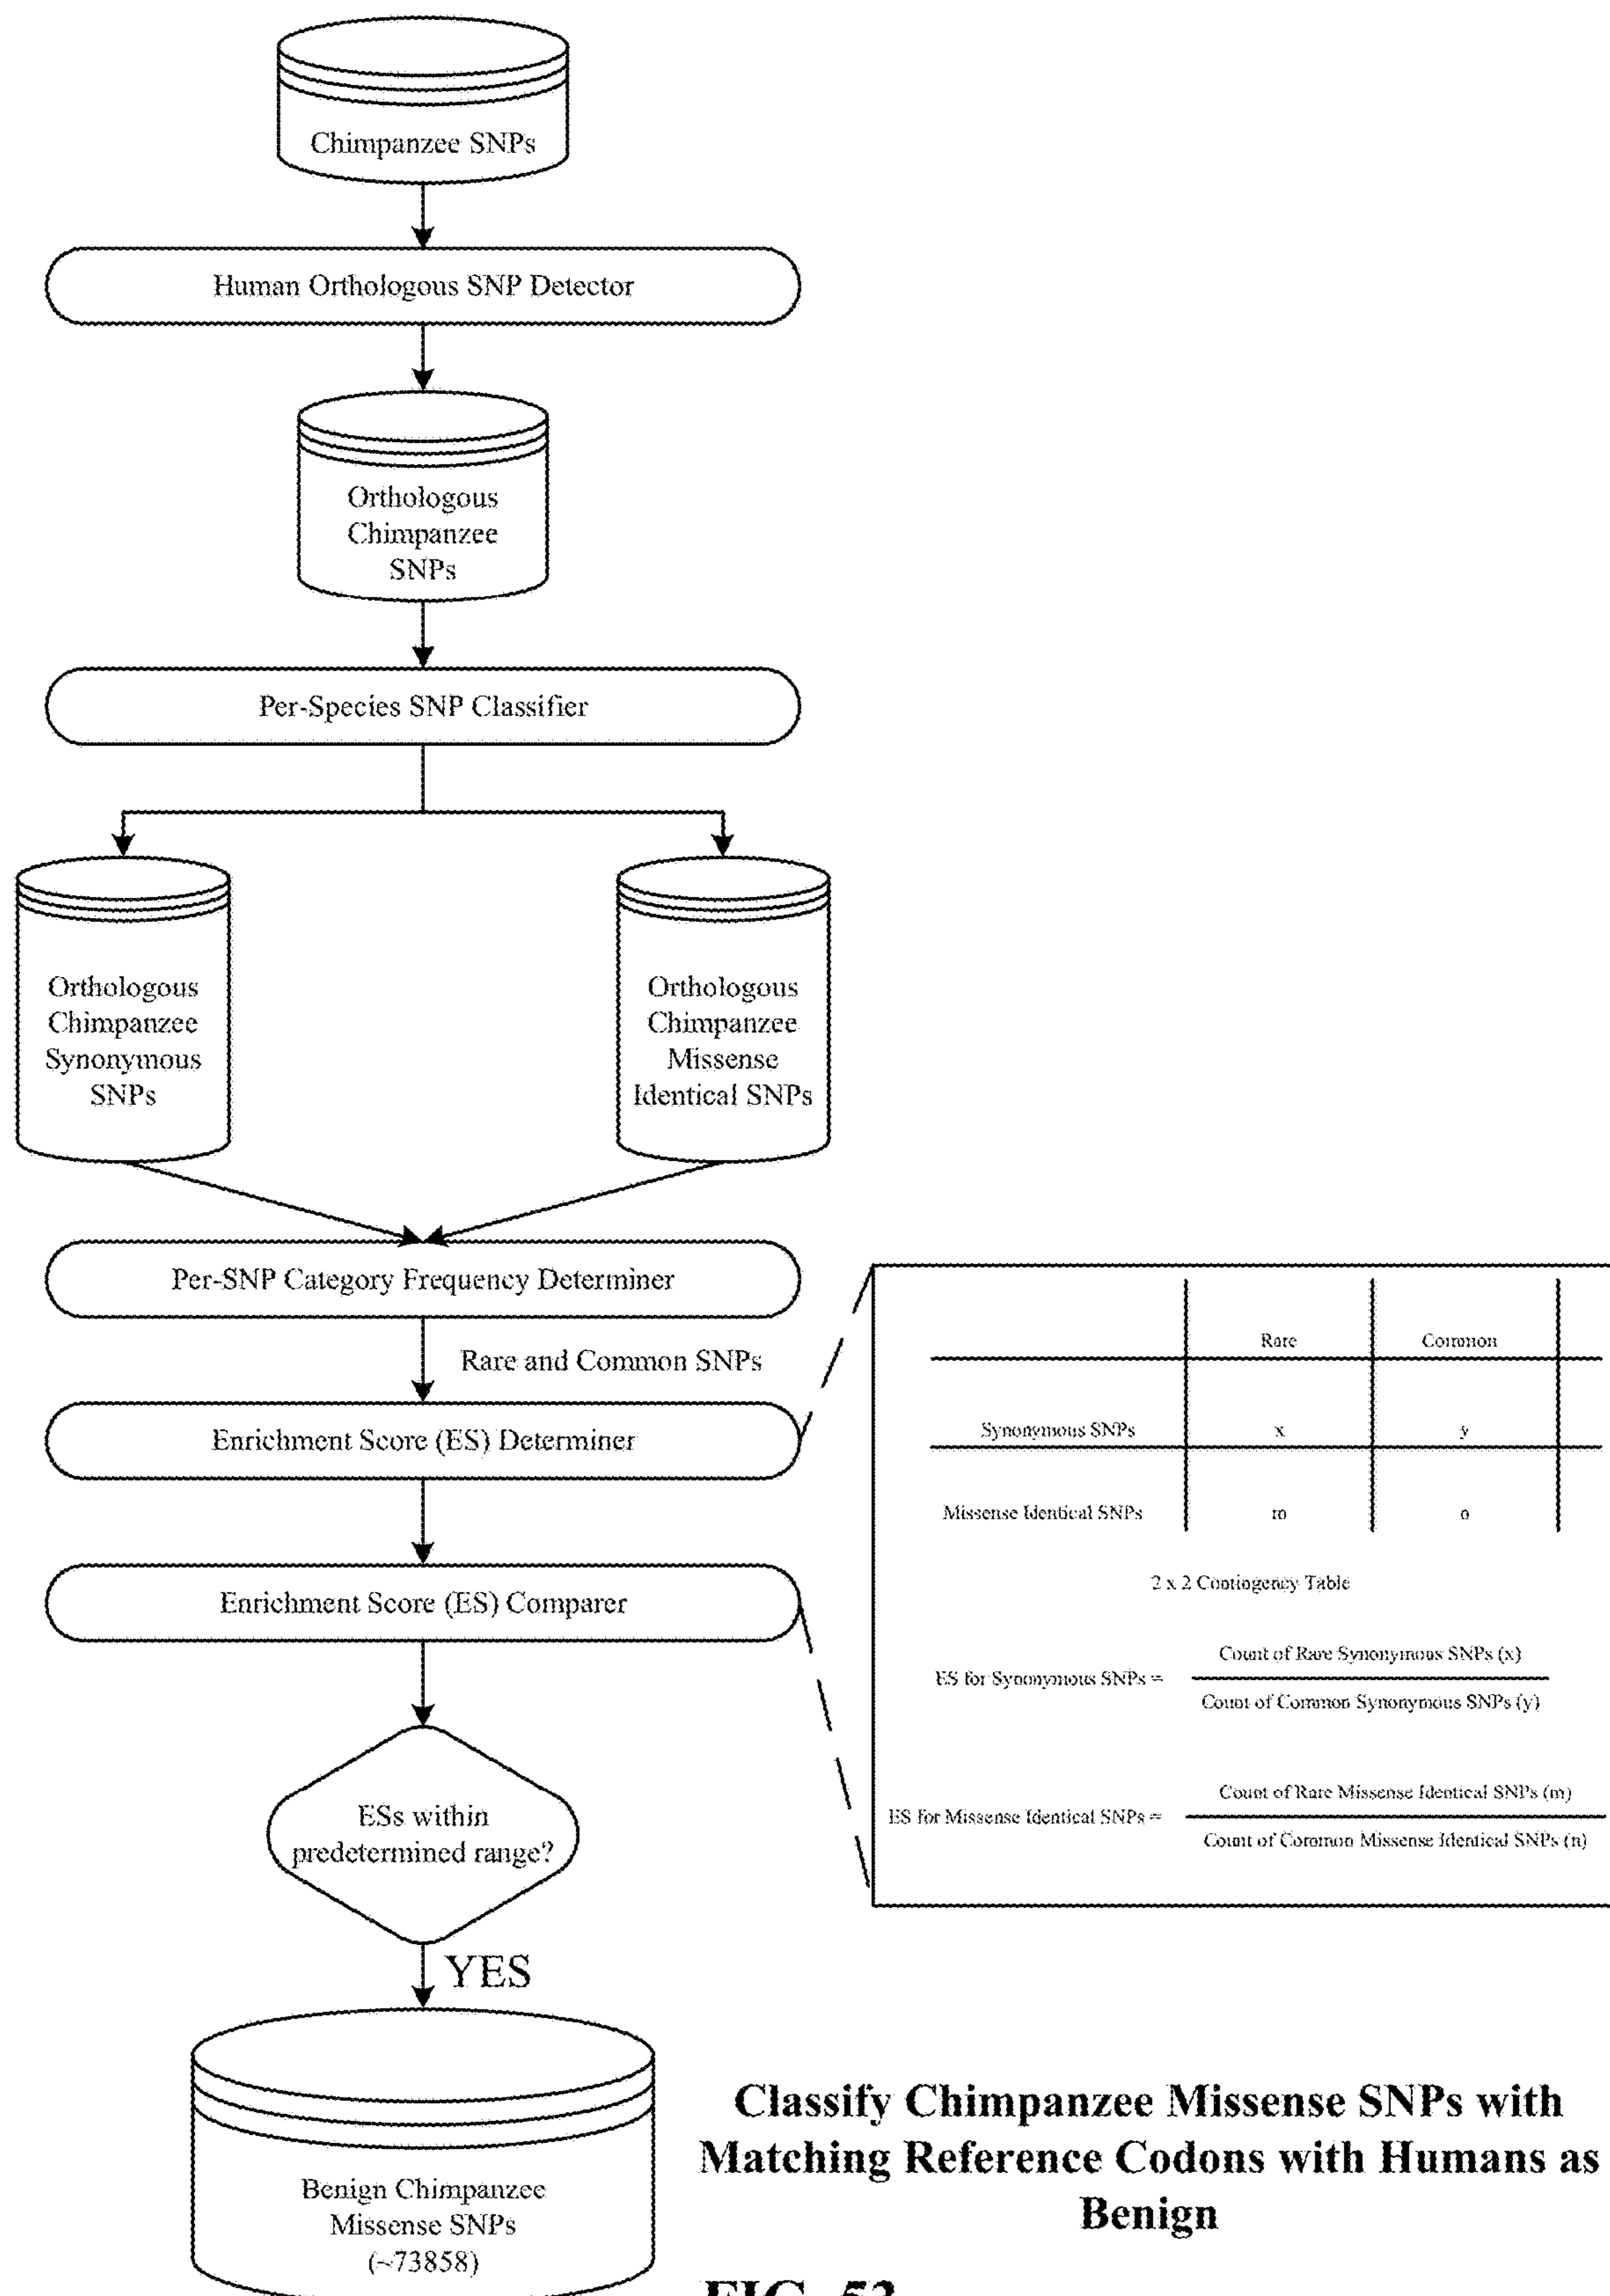 Chimpanzee SNPs
Human Orthologous SNP Detector
Orthologous
Chimpanzee
SNPs
Per-Species SNP Classifier
Orthologous
Chimpanzee
Synonymous
SNPs
Orthologous
Chimpanzee
Missense
Identical SNPs
Per-SNP Category Frequency Determiner
Rare and Common SNPs
Enrichment Score (ES) Determiner
Enrichment Score (ES) Comparer
Rare Common
Synonymous SNPs x y
Missense Identical SNPs m n
2 x 2 Contingency Table
Count of Rare Synonymous SNPs (x)
ES for Synonymous SNPs =
Count of Common Synonymous SNPs (y)
Count of Rare Missense Identical SNPs (m)
ES for Missense Identical SNPs =
Count of Common Missense Identical SNPs (n)
ESs within
predetermined range?
YES
Benign Chimpanzee
Missense SNPs
(~73858)
Classify Chimpanzee Missense SNPs with
Matching Reference Codons with Humans as
Benign
FIG. 53